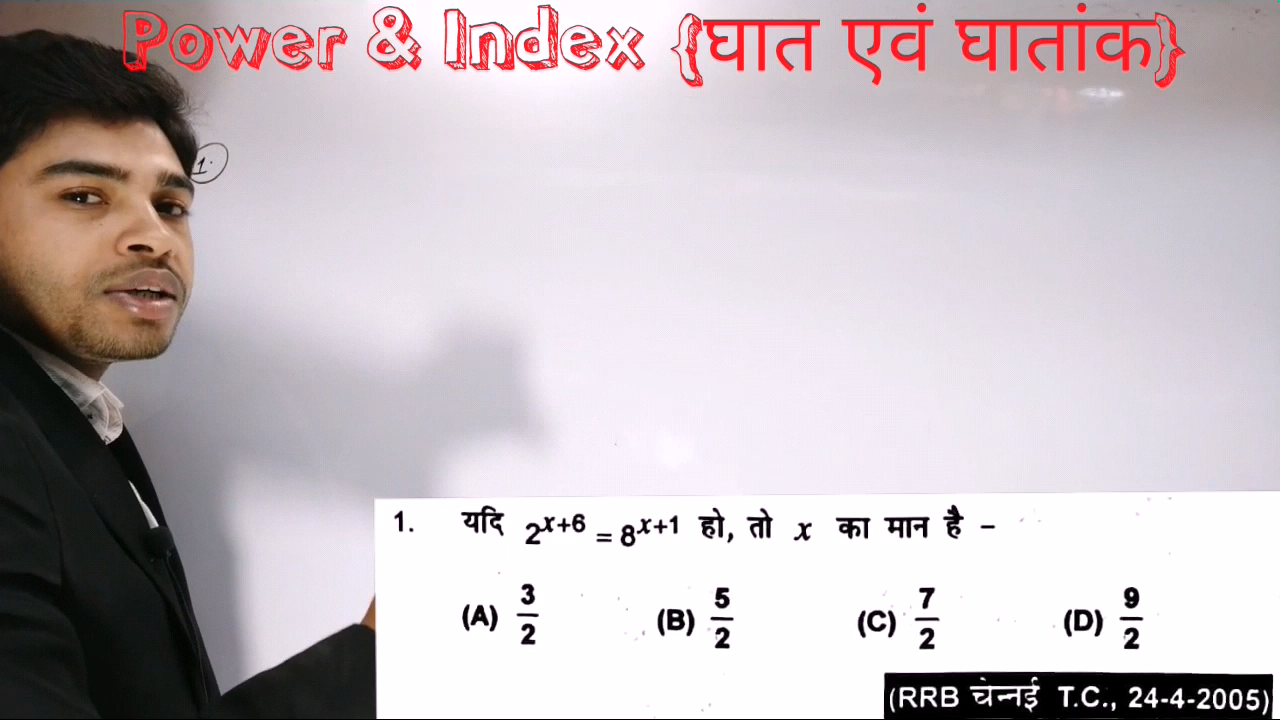 Power & Index {घात एवं घातांक}
1.
1. यदि 2^{x+6} = 8^{x+1} हो, तो x का मान है –
(A) 3/2 (B) 5/2 (C) 7/2 (D) 9/2
(RRB चेन्नई T.C., 24-4-2005)